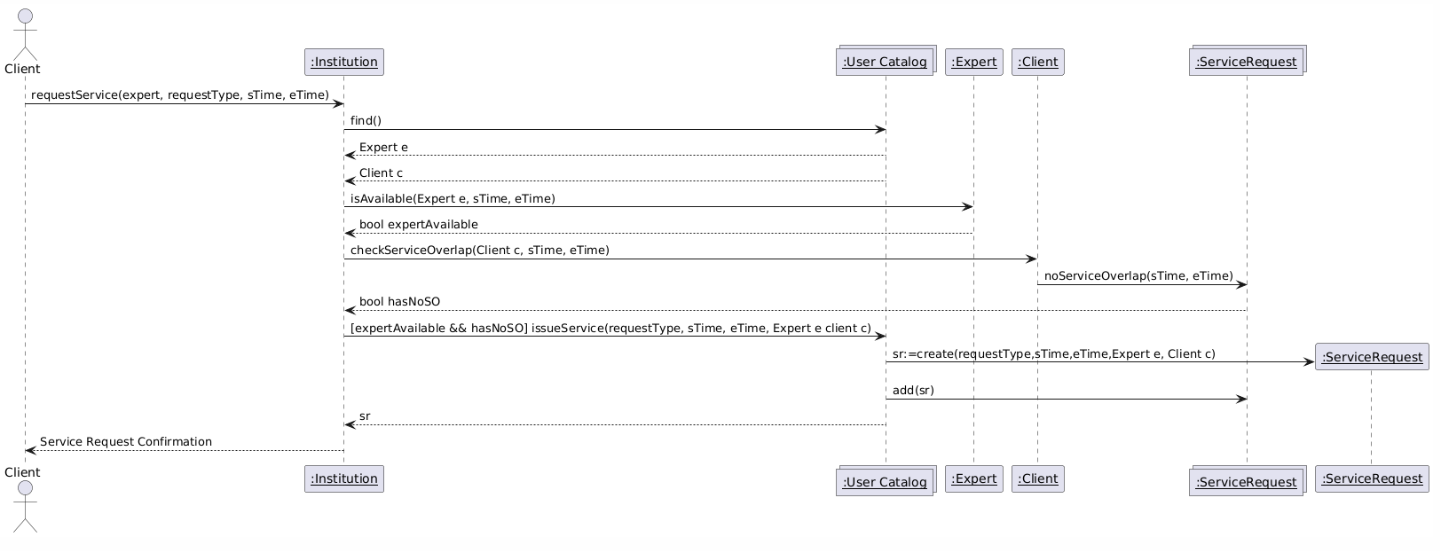 Client
:Institution
:User Catalog
:Expert
:Client
:ServiceRequest
requestService(expert, requestType, sTime, eTime)
find()
Expert e
Client c
isAvailable(Expert e, sTime, eTime)
bool expertAvailable
checkServiceOverlap(Client c, sTime, eTime)
noServiceOverlap(sTime, eTime)
bool hasNoSO
[expertAvailable && hasNoSO] issueService(requestType, sTime, eTime, Expert e client c)
sr:=create(requestType,sTime,eTime,Expert e, Client c)
:ServiceRequest
add(sr)
sr
Service Request Confirmation
Client
:Institution
:User Catalog
:Expert
:Client
:ServiceRequest
:ServiceRequest